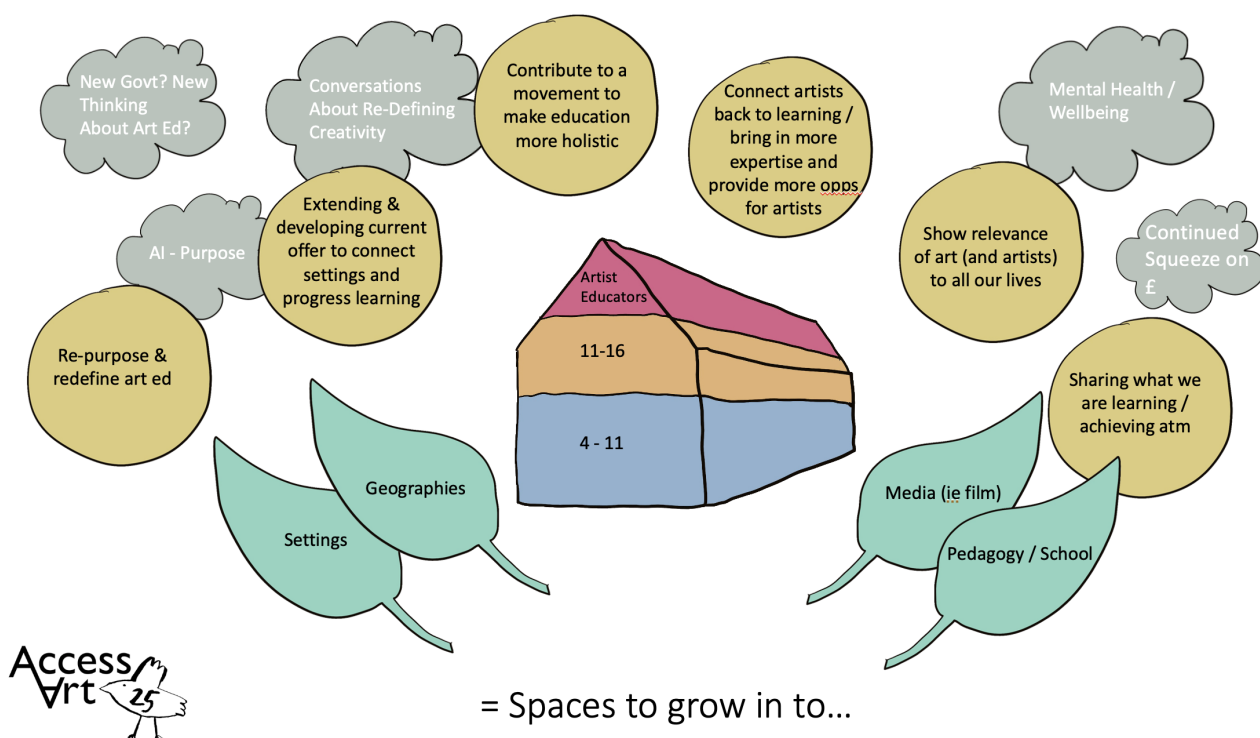 New Govt? New
Thinking
About Art Ed?
Conversations
About Re-Defining
Creativity
Contribute to a
movement to
make education
more holistic
Connect artists
back to learning /
bring in more
expertise and
provide more opps
for artists
Mental Health /
Wellbeing
AI - Purpose
Extending &
developing current
offer to connect
settings and
progress learning
Show relevance
of art (and artists)
to all our lives
Continued
Squeeze on
£
Re-purpose &
redefine art ed
Artist
Educators
11-16
4 - 11
Sharing what we
are learning /
achieving atm
Geographies
Settings
Media (ie film)
Pedagogy / School
Access
Art
25
= Spaces to grow in to...